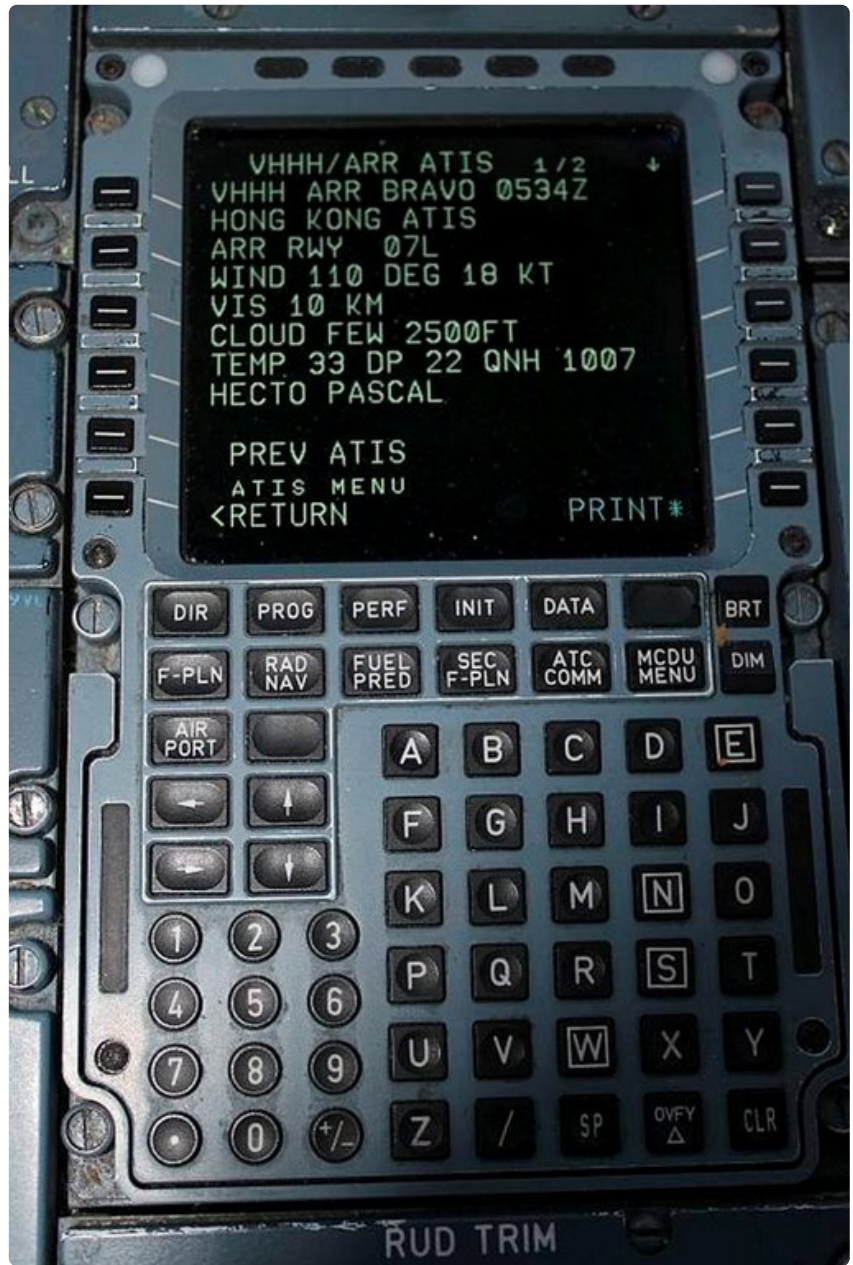 VHHH/ARR ATIS 1/2 ↓
VHHH ARR BRAVO 0534Z
HONG KONG ATIS
ARR RWY 07L
WIND 110 DEG 18 KT
VIS 10 KM
CLOUD FEW 2500FT
TEMP 33 DP 22 QNH 1007
HECTO PASCAL
PREV ATIS
ATIS MENU
<RETURN PRINT*
DIR PROG PERF INIT DATA BRT
F-PLN RAD NAV FUEL PRED SEC F-PLN ATC COMM MCDU MENU DIM
AIR PORT
A B C D E
← ↑
F G H I J
→ ↓
K L M N O
1 2 3
P Q R S T
4 5 6
U V W X Y
7 8 9
Z / SP OVFY Δ CLR
. 0 +/-
RUD TRIM